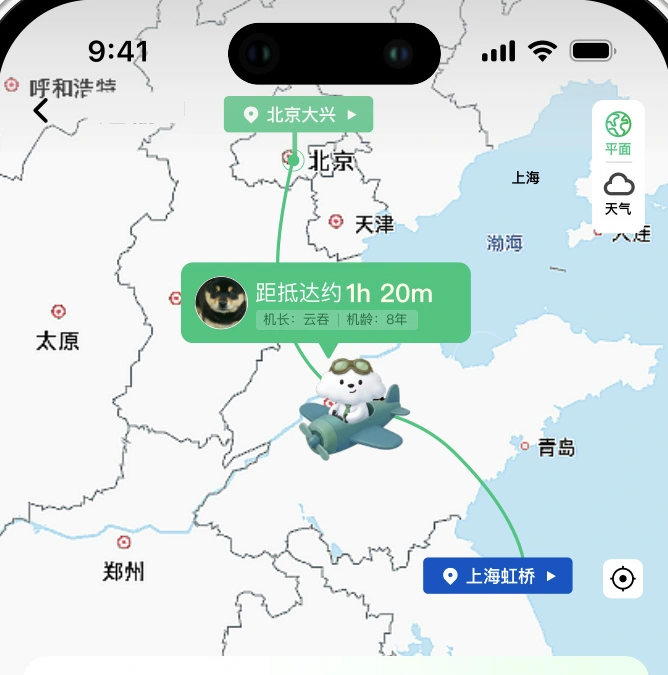 9:41
呼和浩特
北京大兴
北京
平面
天津
上海
天气
渤海
大连
距抵达约1h 20m
机长：云吞 | 机龄：8年
太原
青岛
郑州
上海虹桥